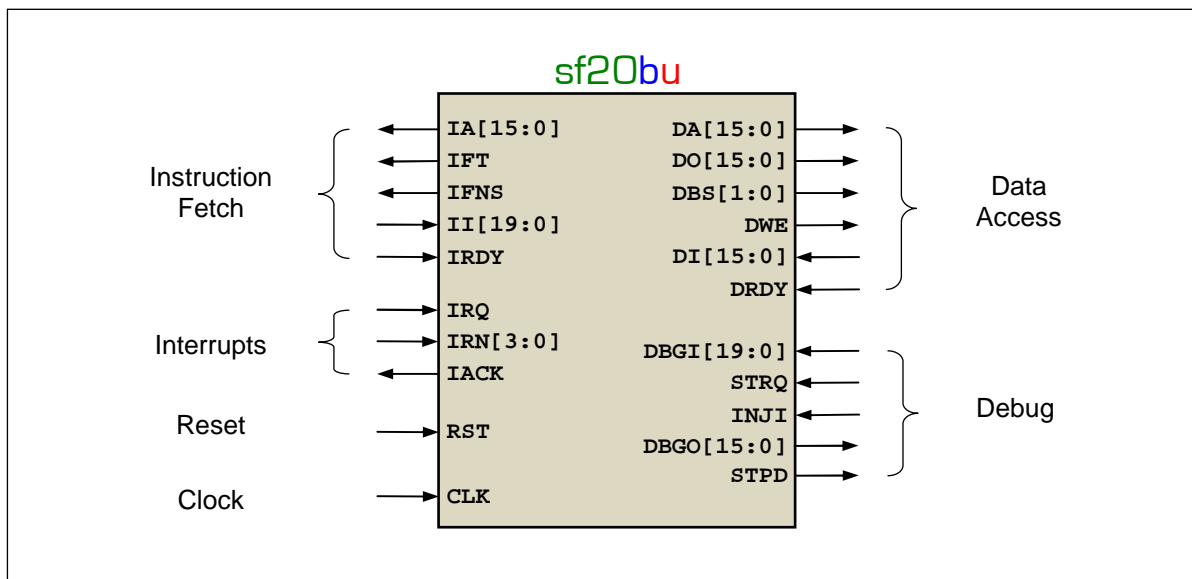 sf20bu
Instruction
Fetch
IA[15:0]
IFT
IFNS
II[19:0]
IRDY
Interrupts
IRQ
IRN[3:0]
IACK
Reset
RST
Clock
CLK
DA[15:0]
DO[15:0]
DBS[1:0]
DWE
DI[15:0]
DRDY
Data
Access
DBGI[19:0]
STRQ
INJI
DBGO[15:0]
STPD
Debug